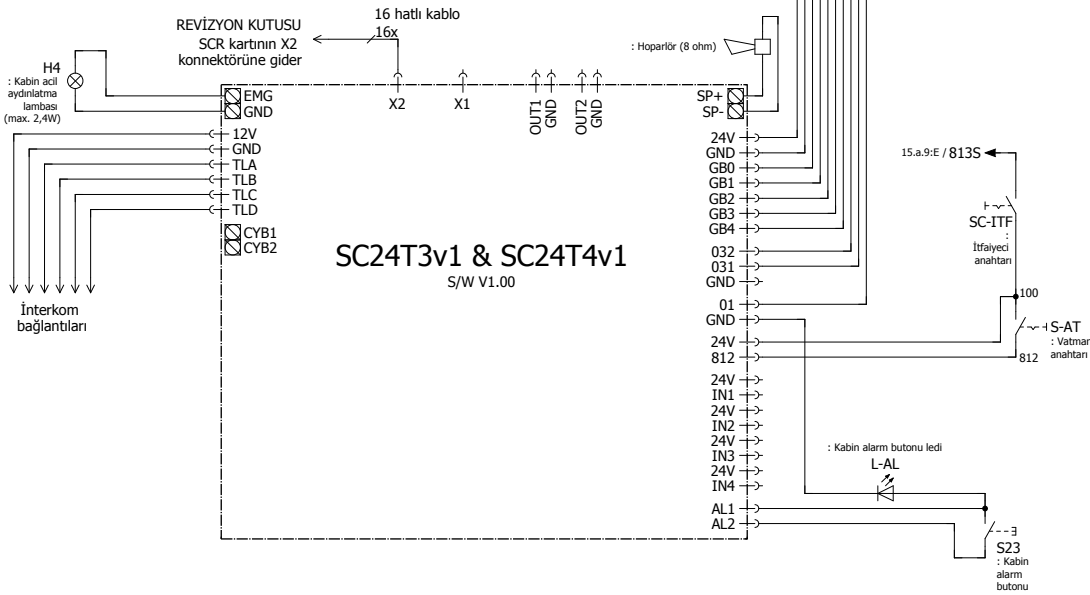 REVİZYON KUTUSU
SCR kartının X2
konnektörüne gider
16 hatlı kablo
16x
H4
: Kabin acil
aydınlatma
lambası
(max. 2,4W)
: Hoparlör (8 ohm)
EMG
GND
12V
GND
TLA
TLB
TLC
TLD
CYB1
CYB2
İnterkom
bağlantıları
X2
X1
OUT1
GND
OUT2
GND
SC24T3v1 & SC24T4v1
S/W V1.00
SP+
SP-
24V
GND
GB0
GB1
GB2
GB3
GB4
032
031
GND
01
GND
24V
812
24V
IN1
24V
IN2
24V
IN3
24V
IN4
AL1
AL2
15.a.9:E / 813S
SC-ITF
:
İtfaiyeci
anahtarı
100
S-AT
: Vatman
anahtarı
812
: Kabin alarm butonu ledi
L-AL
S23
: Kabin
alarm
butonu